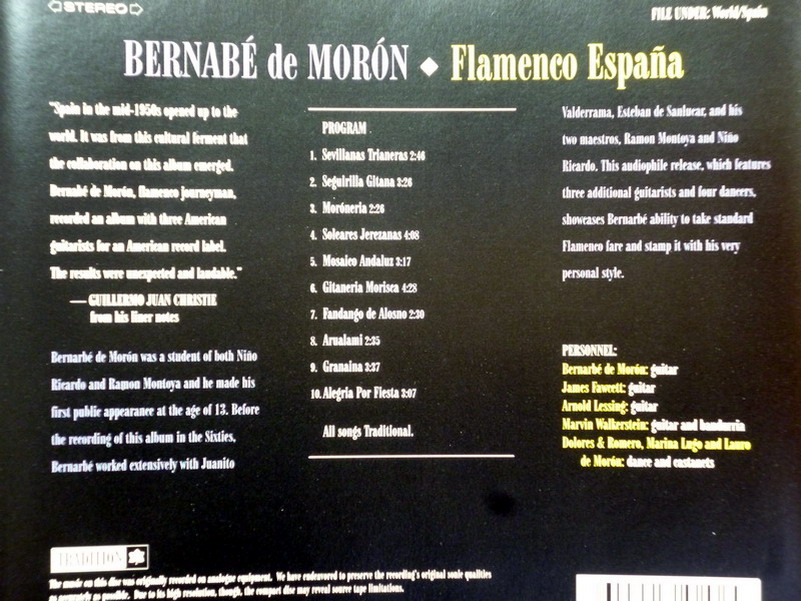 STEREO
FILE UNDER: World/Spain
BERNABÉ de MORÓN ◆ Flamenco España
"Spain in the mid-1950s opened up to the
world. It was from this cultural ferment that
the collaboration on this album emerged.
Bernabé de Morón, flamenco journeyman,
recorded an album with three American
guitarists for an American record label.
The results were unexpected and laudable."
— GUILLERMO JUAN CHRISTIE
from his liner notes
Bernarbé de Morón was a student of both Niño
Ricardo and Ramon Montoya and he made his
first public appearance at the age of 13. Before
the recording of this album in the Sixties,
Bernarbé worked extensively with Juanito
PROGRAM
1. Sevillanas Trianeras 2:46
2. Seguirilla Gitana 3:26
3. Moróneria 2:26
4. Soleares Jerezanas 4:08
5. Mosaico Andaluz 3:17
6. Gitaneria Morisca 4:28
7. Fandango de Alosno 2:30
8. Arualami 2:35
9. Granaina 3:37
10. Alegria Por Fiesta 3:07
All songs Traditional.
Valderrama, Esteban de Sanlucar, and his
two maestros, Ramon Montoya and Niño
Ricardo. This audiophile release, which features
three additional guitarists and four dancers,
showcases Bernarbé ability to take standard
Flamenco fare and stamp it with his very
personal style.
PERSONNEL:
Bernarbé de Morón: guitar
James Fawcett: guitar
Arnold Lessing: guitar
Marvin Walkerstein: guitar and bandurria
Dolores & Romero, Marina Lugo and Lauro
de Morón: dance and castanets
TRADITION
The music on this disc was originally recorded on analogue equipment. We have endeavored to preserve the recording's original sonic qualities
as accurately as possible. Due to its high resolution, though, the compact disc may reveal source tape limitations.